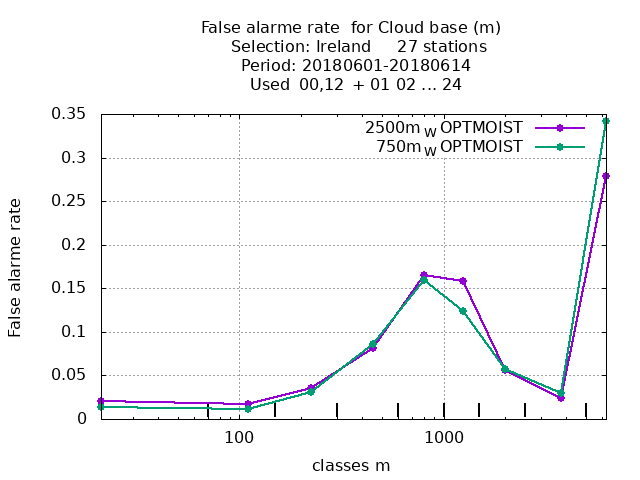 False alarme rate  for Cloud base (m)
Selection: Ireland     27 stations
Period: 20180601-20180614
Used  00,12  + 01 02 ... 24
2500m W OPTMOIST
750m W OPTMOIST
0.35
0.3
0.25
0.2
0.15
0.1
0.05
0
False alarme rate
100
1000
classes m